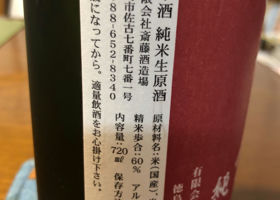 酒 純米生原酒
原材料名：米（国産）、
精米歩合：60％ アル
内容量：720㎖ 保存方
限会社斎藤酒造場
市佐古七番町七番一号
88-652-8340
になってから。適量飲酒をお心掛け下さい。
有限会
徳島